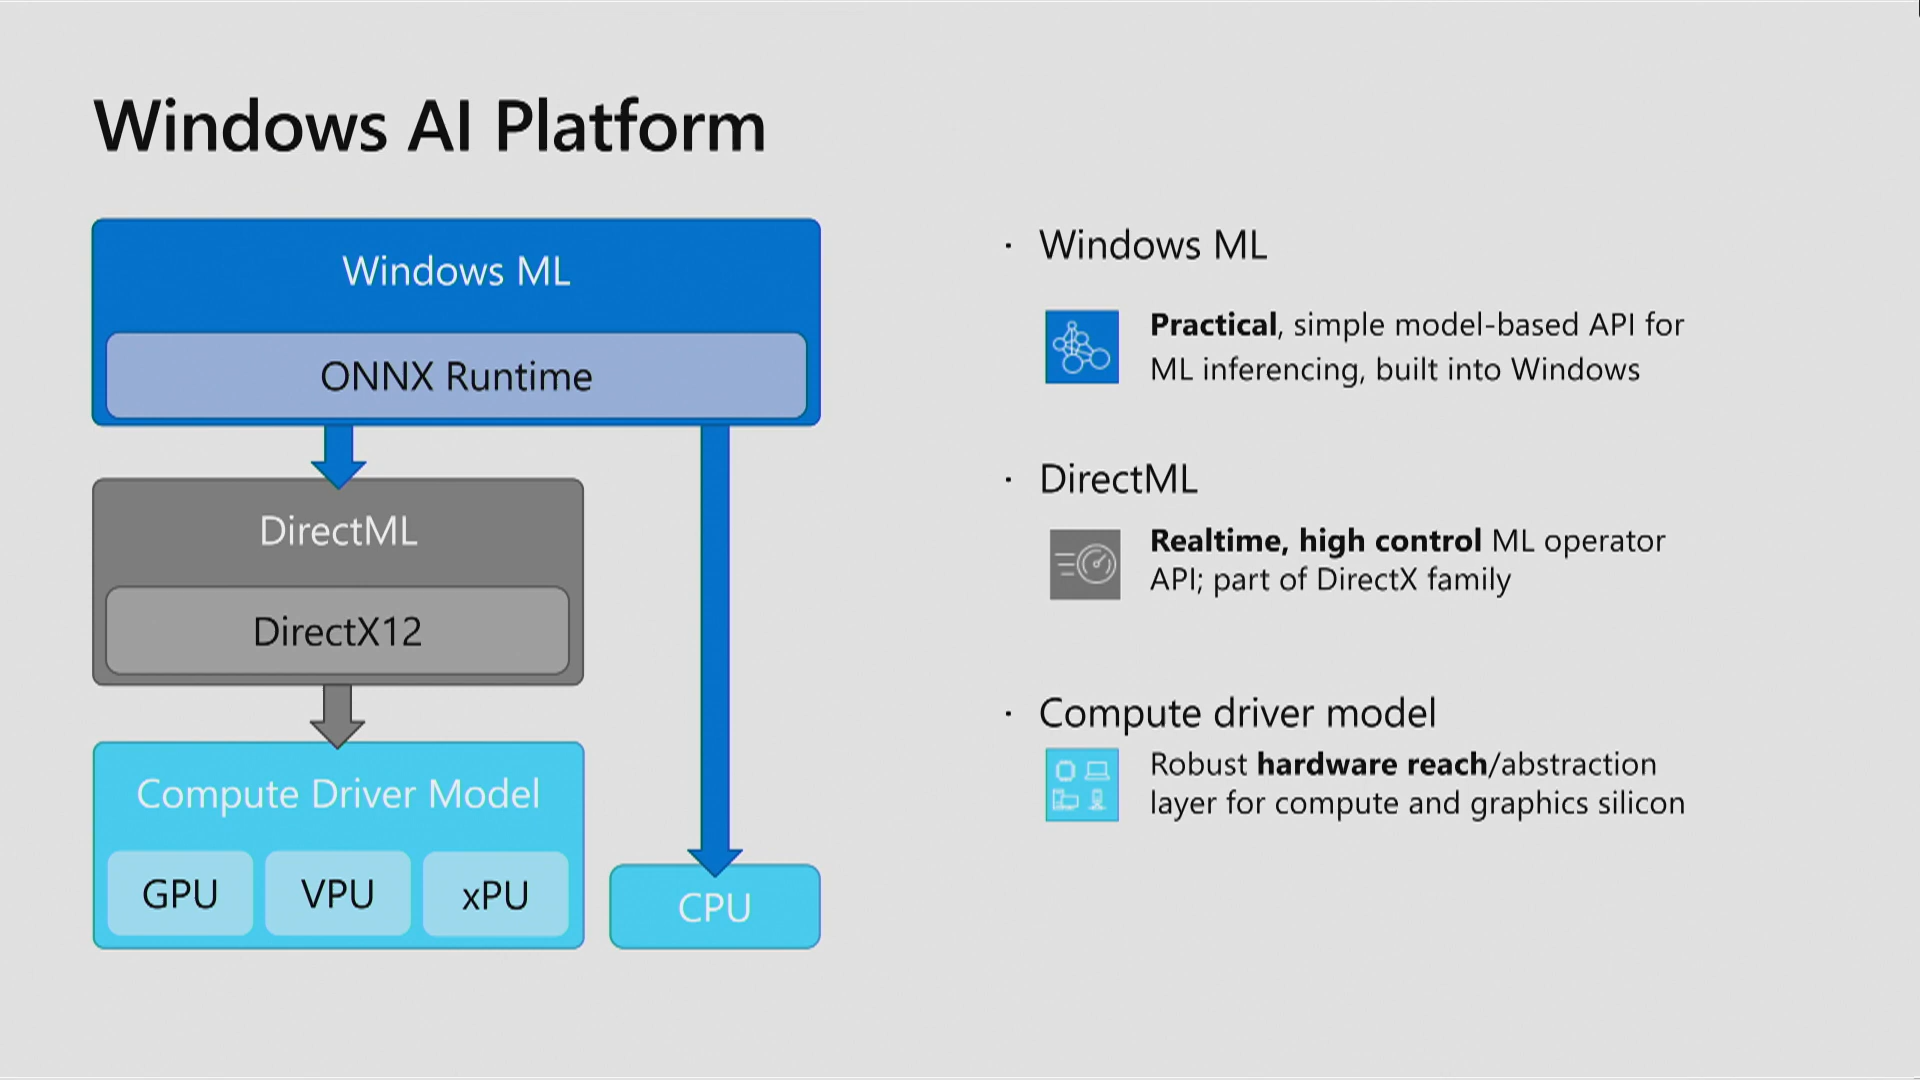 Windows AI Platform
Windows ML
ONNX Runtime
DirectML
DirectX12
Compute Driver Model
GPU
VPU
xPU
CPU
· Windows ML
Practical, simple model-based API for
ML inferencing, built into Windows
· DirectML
Realtime, high control ML operator
API; part of DirectX family
· Compute driver model
Robust hardware reach/abstraction
layer for compute and graphics silicon